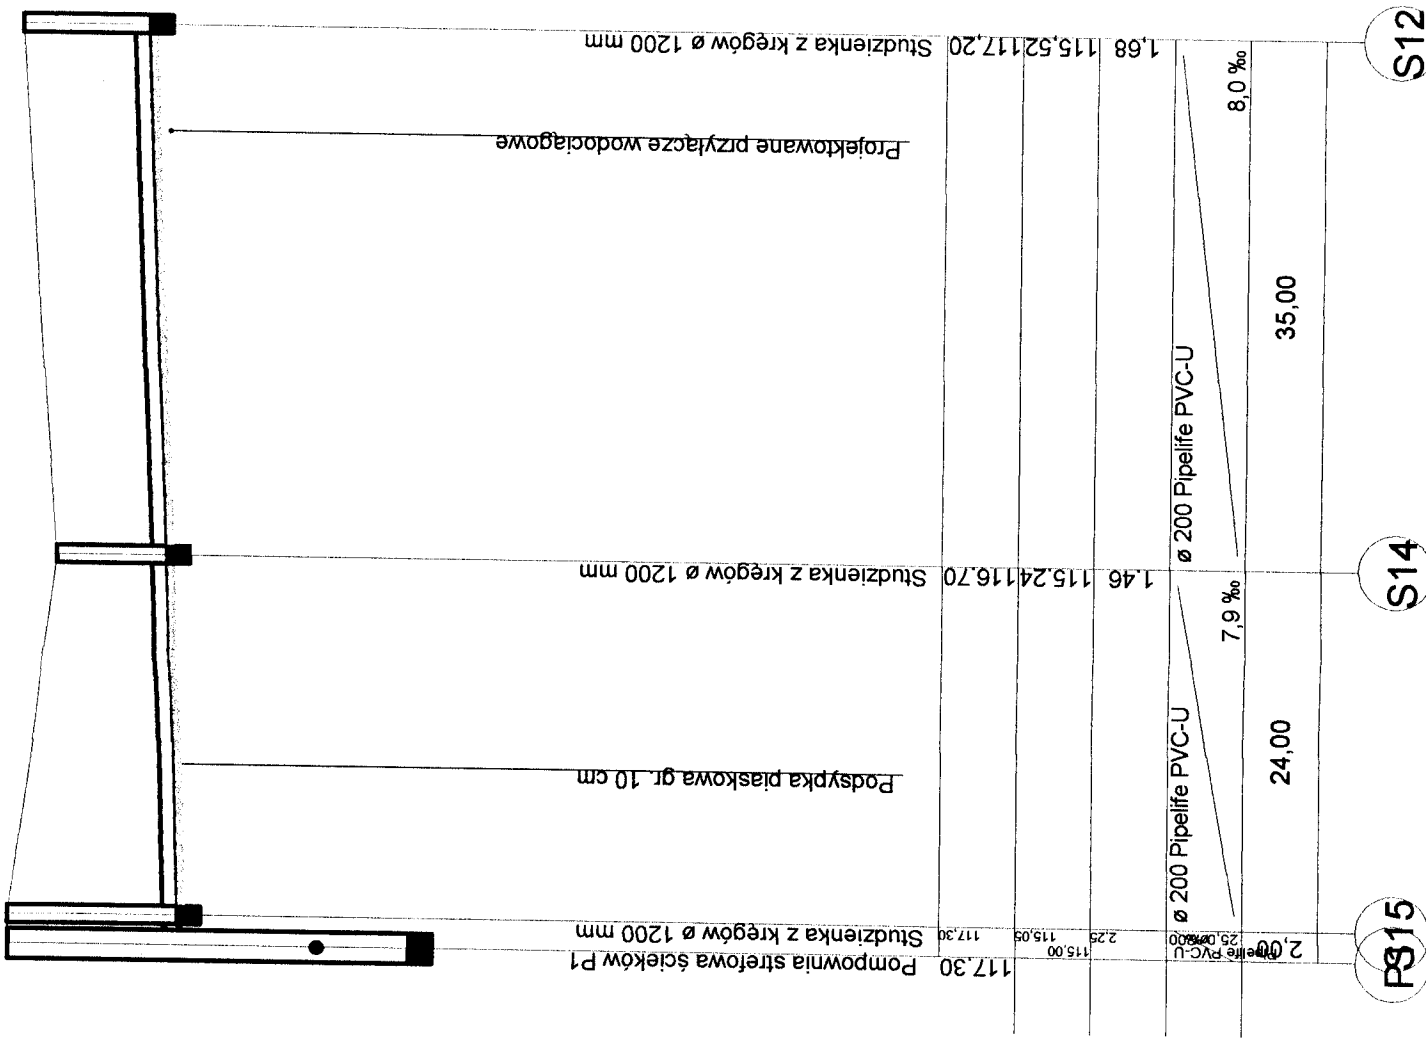 Studzienka z kręgów ø 1200 mm
117,20
115,52
1,68
8,0 ‰
S12
Projektowane przyłącze wodociągowe
35,00
ø 200 Pipelife PVC-U
Studzienka z kręgów ø 1200 mm
116.70
115.24
1.46
7,9 ‰
S14
Podsypka piaskowa gr. 10 cm
24,00
ø 200 Pipelife PVC-U
Studzienka z kręgów ø 1200 mm
117,30
115,05
2,25
25,0
2,00
S15
Pompownia strefowa ścieków P1
117.30
115,00
Pipelife PVC-U